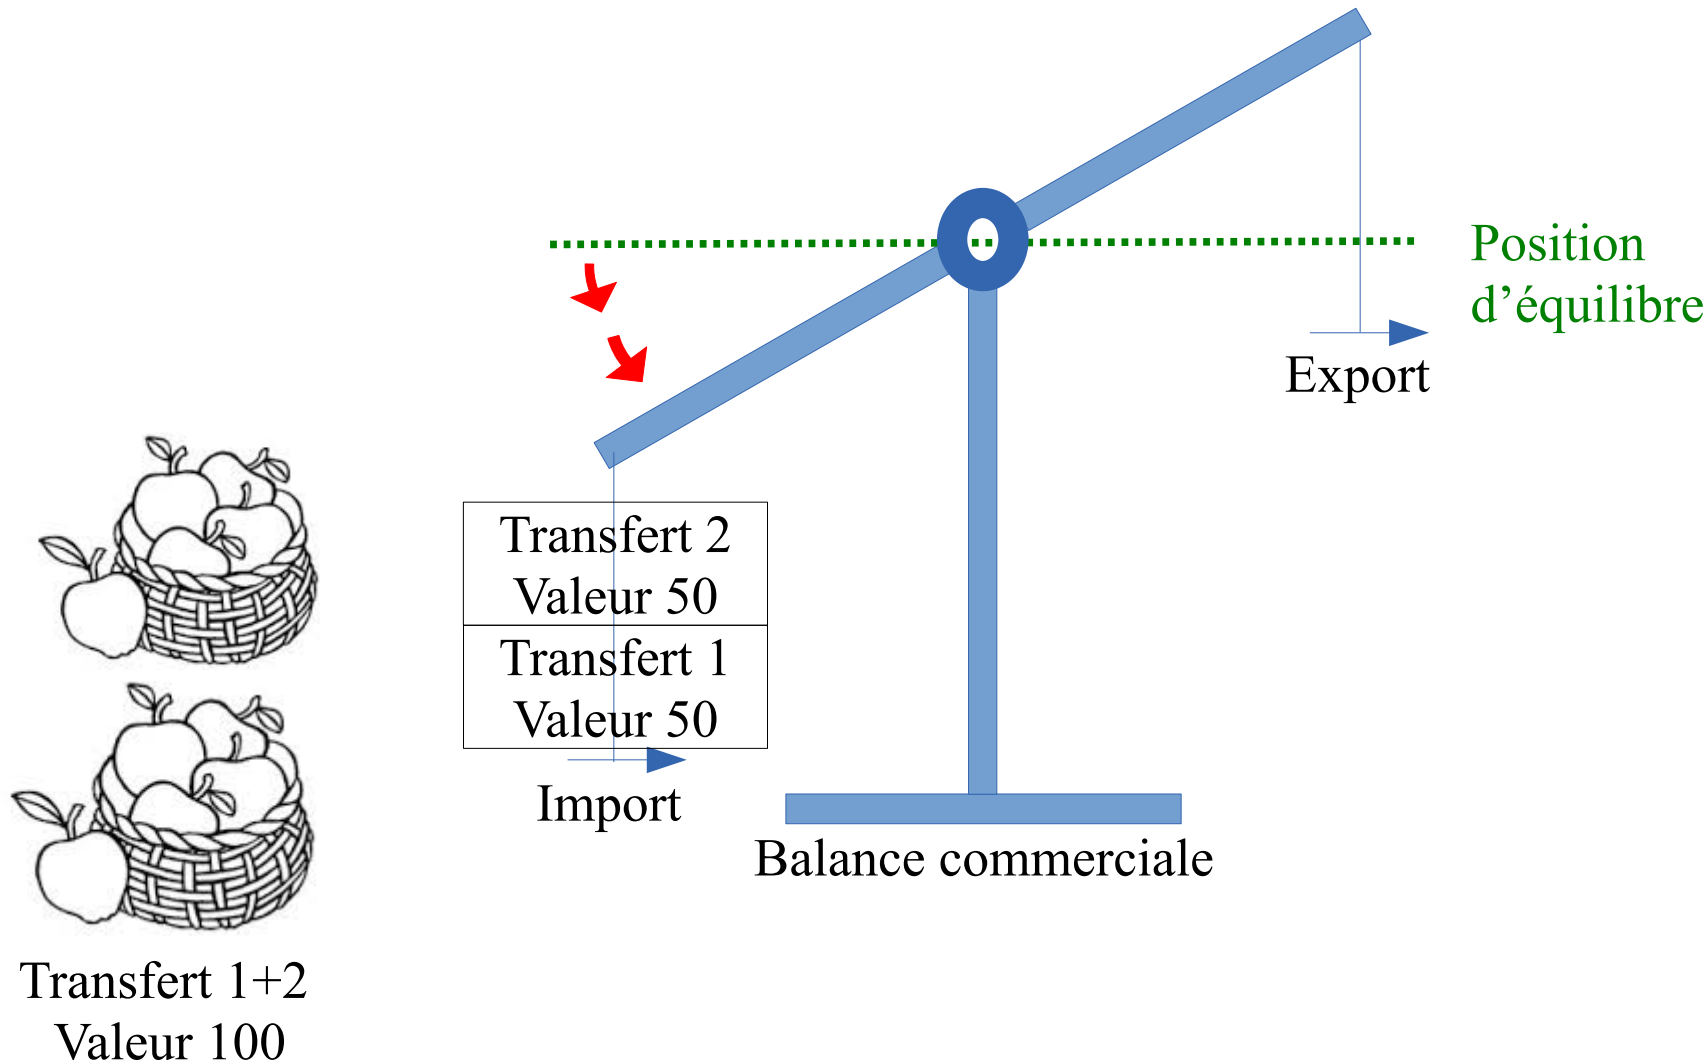 Position
d’équilibre
Export
Transfert 2
Valeur 50
Transfert 1
Valeur 50
Import
Balance commerciale
Transfert 1+2
Valeur 100